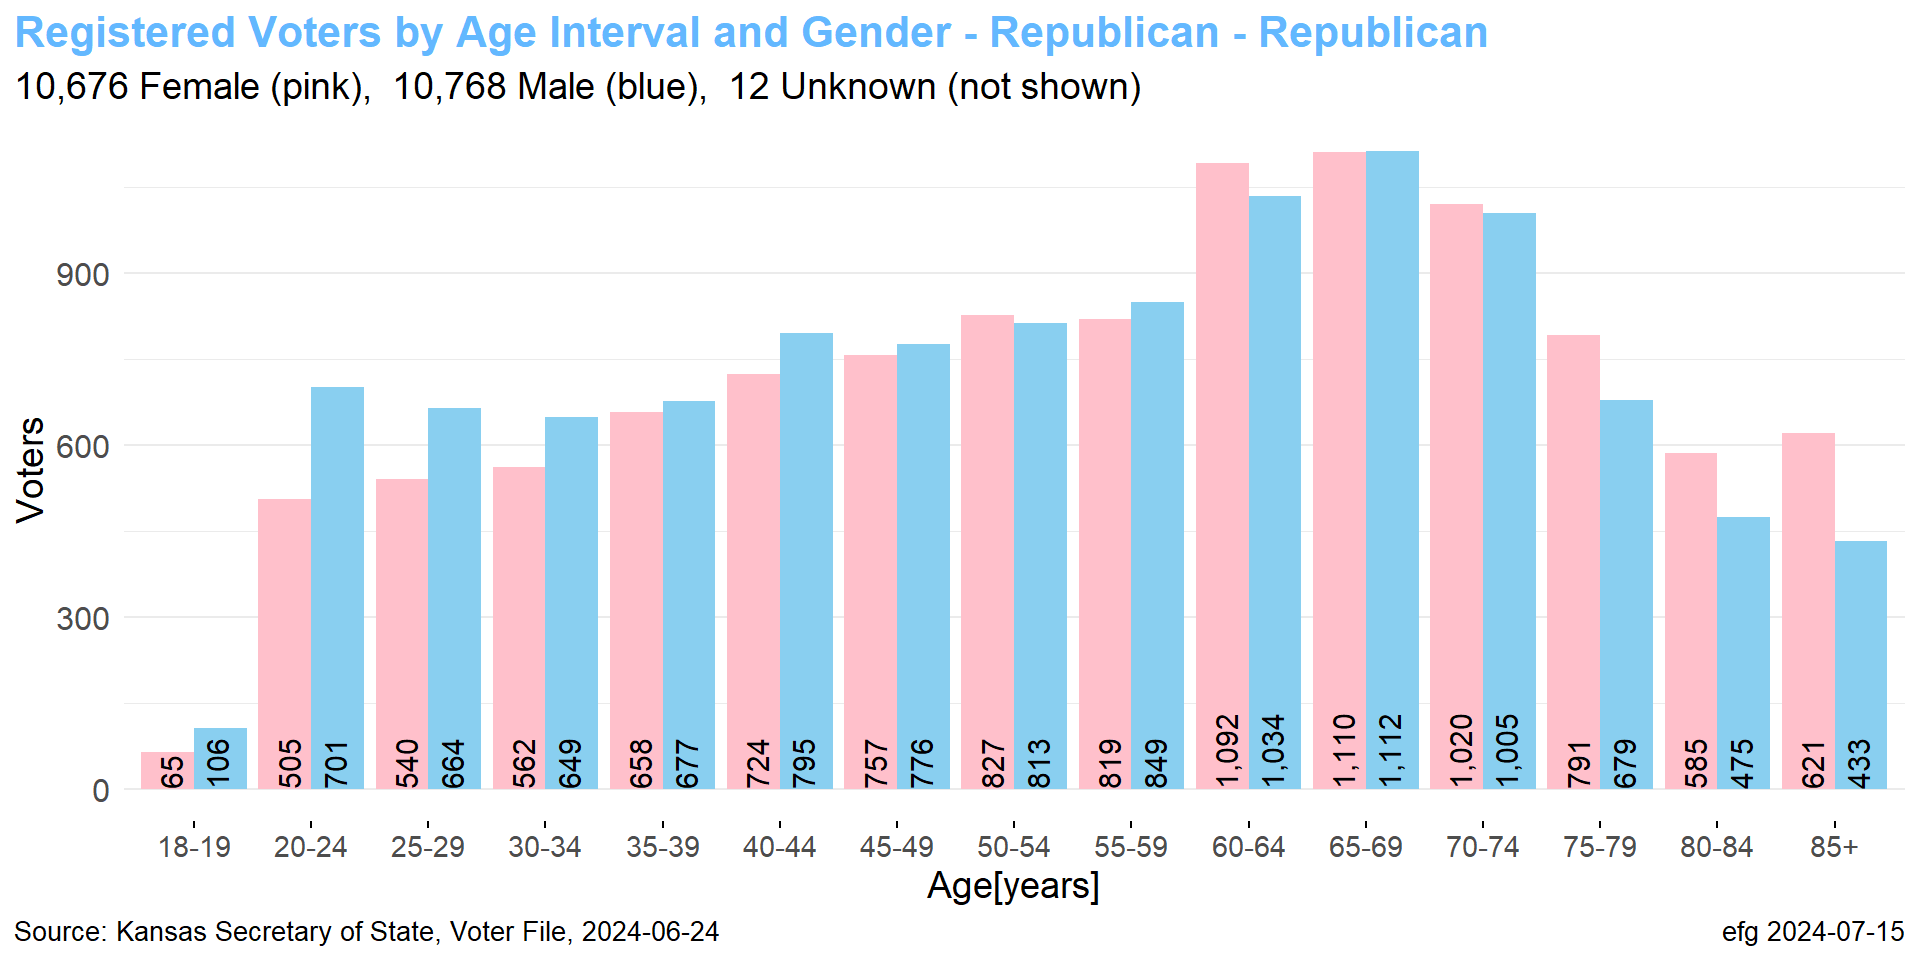 Registered Voters by Age Interval and Gender - Republican - Republican
10,676 Female (pink),  10,768 Male (blue),  12 Unknown (not shown)
Voters
900
600
300
0
65 106 505 701 540 664 562 649 658 677 724 795 757 776 827 813 819 849 1,092 1,034 1,110 1,112 1,020 1,005 791 679 585 475 621 433
18-19 20-24 25-29 30-34 35-39 40-44 45-49 50-54 55-59 60-64 65-69 70-74 75-79 80-84 85+
Age[years]
Source: Kansas Secretary of State, Voter File, 2024-06-24
efg 2024-07-15